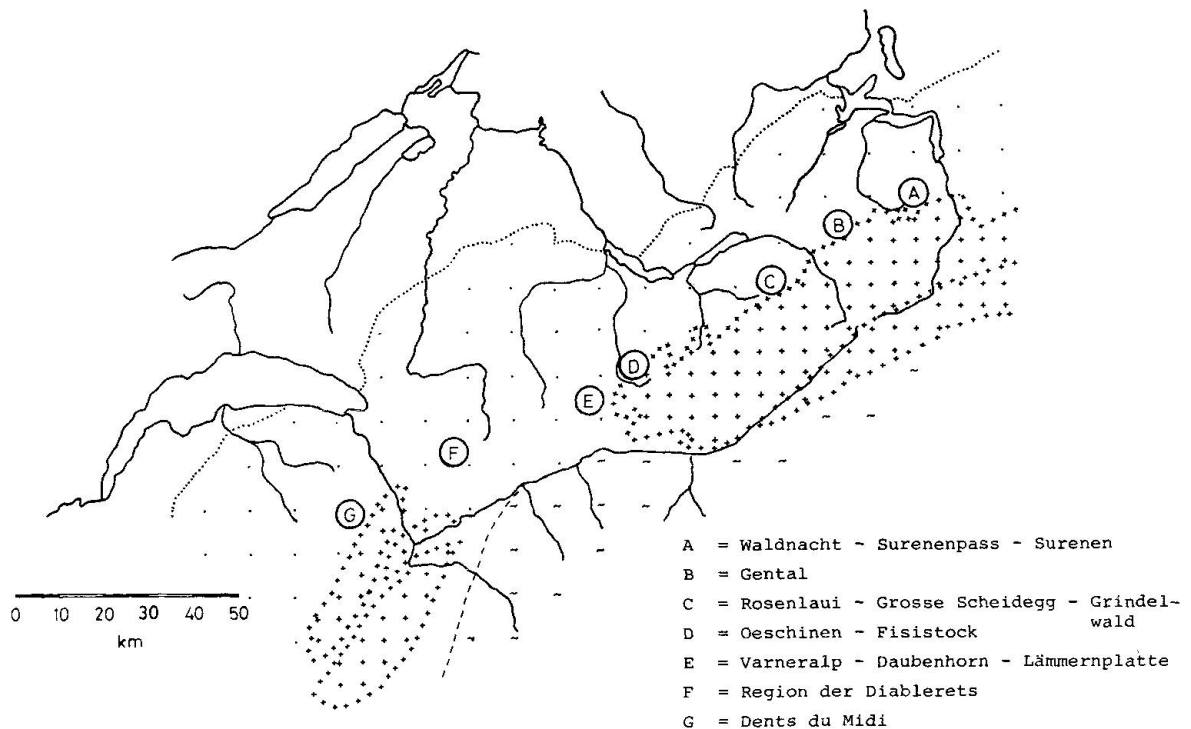 A
B
C
D
E
F
G
0 10 20 30 40 50
km
A = Waldnacht - Surenenpass - Surenen
B = Gental
C = Rosenlaui - Grosse Scheidegg - Grindel-
wald
D = Oeschinen - Fisistock
E = Varneralp - Daubenhorn - Lämmernplatte
F = Region der Diablerets
G = Dents du Midi